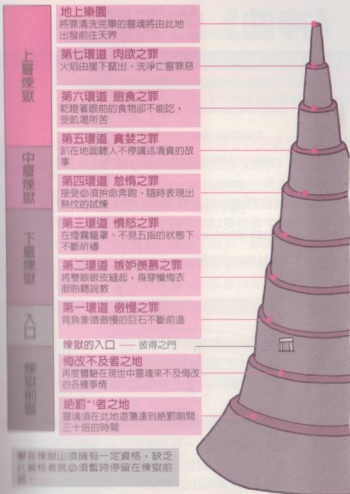 地上樂園
將罪清洗完畢的靈魂將由此地
出發前往天界
第七環道 肉欲之罪
火焰由崖下竄出、洗淨亡靈罪惡
第六環道 飽食之罪
乾瞪著眼前的食物卻不能吃,
受飢渴所苦
第五環道 貪婪之罪
趴在地面聽人不停講述清貧的故
事
第四環道 怠惰之罪
接受必須拚命奔跑、隨時表現出
熱忱的試煉
第三環道 憤怒之罪
在煙霧籠罩、不見五指的狀態下
不斷祈禱
第二環道 嫉妒羨慕之罪
將雙眼眼皮縫起,身穿懺悔衣
服聆聽說教
第一環道 傲慢之罪
背負象徵傲慢的巨石不斷前進
煉獄的入口 —— 彼得之門
悔改不及者之地
再度體驗在現世中靈魂來不及悔改
的各種事情
絶罰*1者之地
靈魂須在此地遊蕩達到絶罰期間
三十倍的時間
上層煉獄
中層煉獄
下層煉獄
入口
煉獄前界
煉獄山須擁有一定資格,缺乏
資格者就必須暫時停留在煉獄前